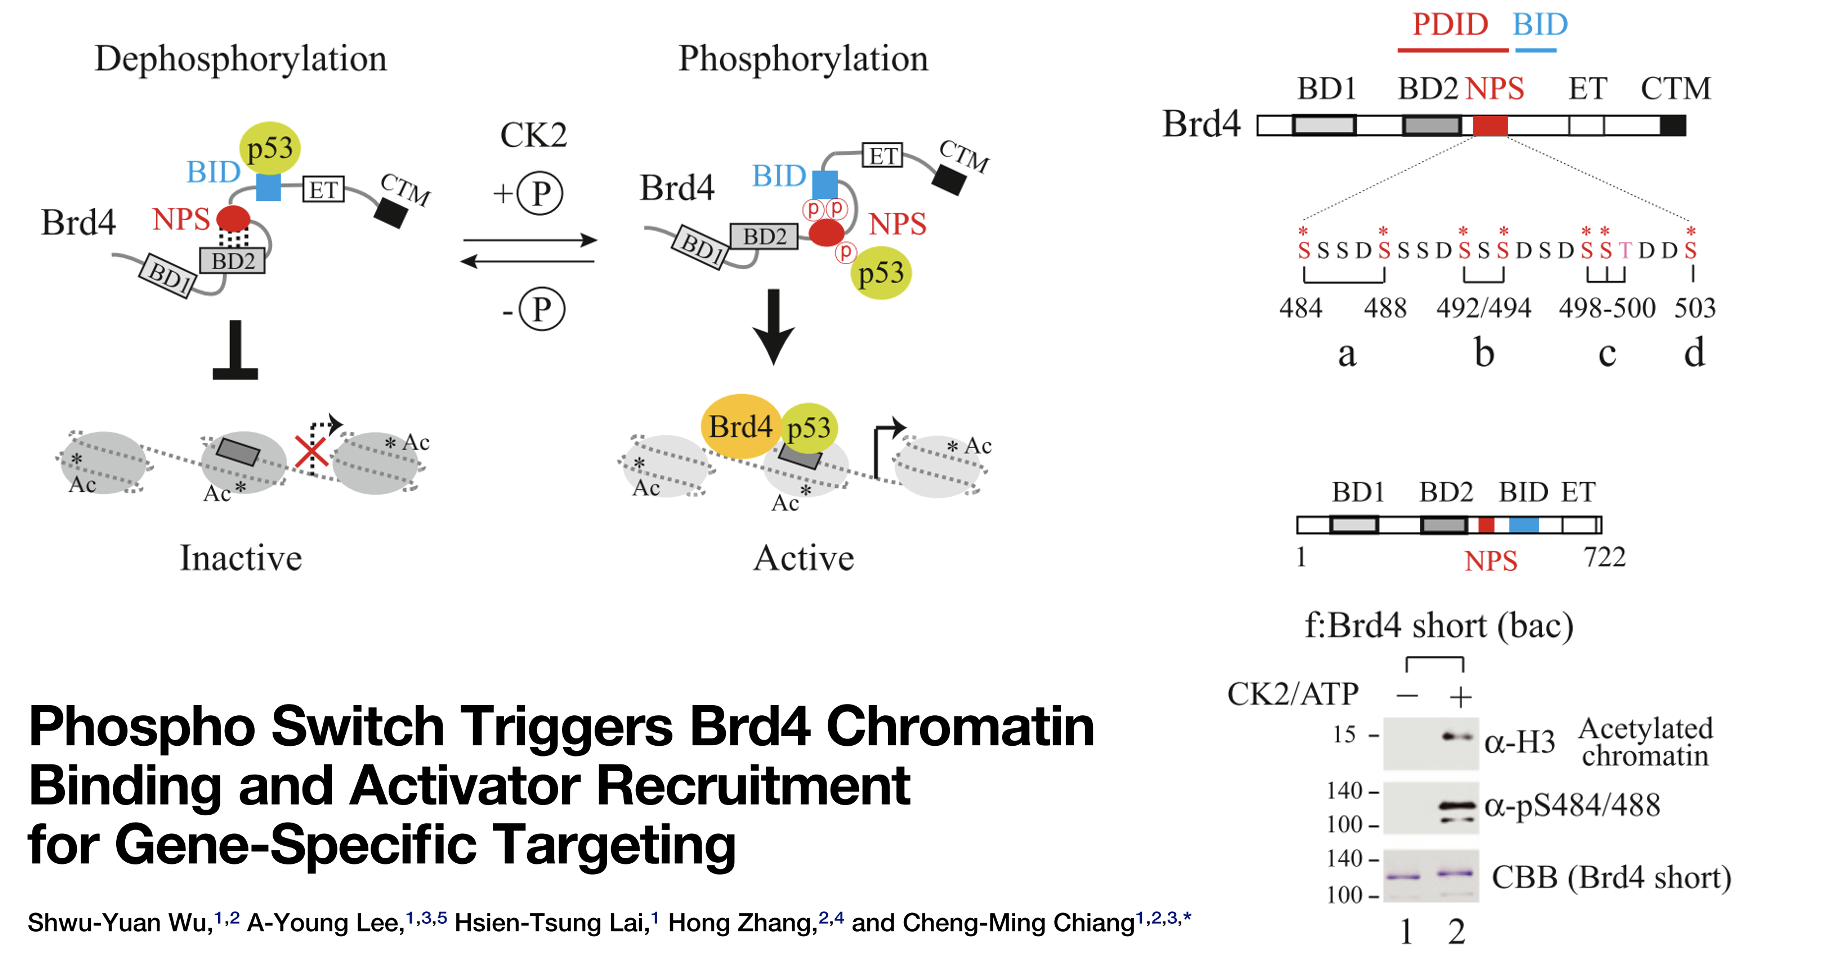 Dephosphorylation
p53
BID
ET
CTM
Brd4
NPS
BD2
BD1
CK2
+ P
- P
Phosphorylation
ET
CTM
Brd4
BID
p p
NPS
BD2
BD1
p
p53
* Ac
* Ac
Ac *
Inactive
Brd4 p53
* Ac
* Ac
Ac *
Active
PDID BID
BD1 BD2 NPS ET CTM
Brd4
* * * * * * *
S S S D S S S D S S S D S D S S T D D S
484 488 492/494 498-500 503
a b c d
BD1 BD2 BID ET
1 NPS 722
f:Brd4 short (bac)
CK2/ATP − +
15 – α-H3 Acetylated
chromatin
140 –
α-pS484/488
100 –
140 –
CBB (Brd4 short)
100 –
1 2
Phospho Switch Triggers Brd4 Chromatin
Binding and Activator Recruitment
for Gene-Specific Targeting
Shwu-Yuan Wu,1,2 A-Young Lee,1,3,5 Hsien-Tsung Lai,1 Hong Zhang,2,4 and Cheng-Ming Chiang1,2,3,*